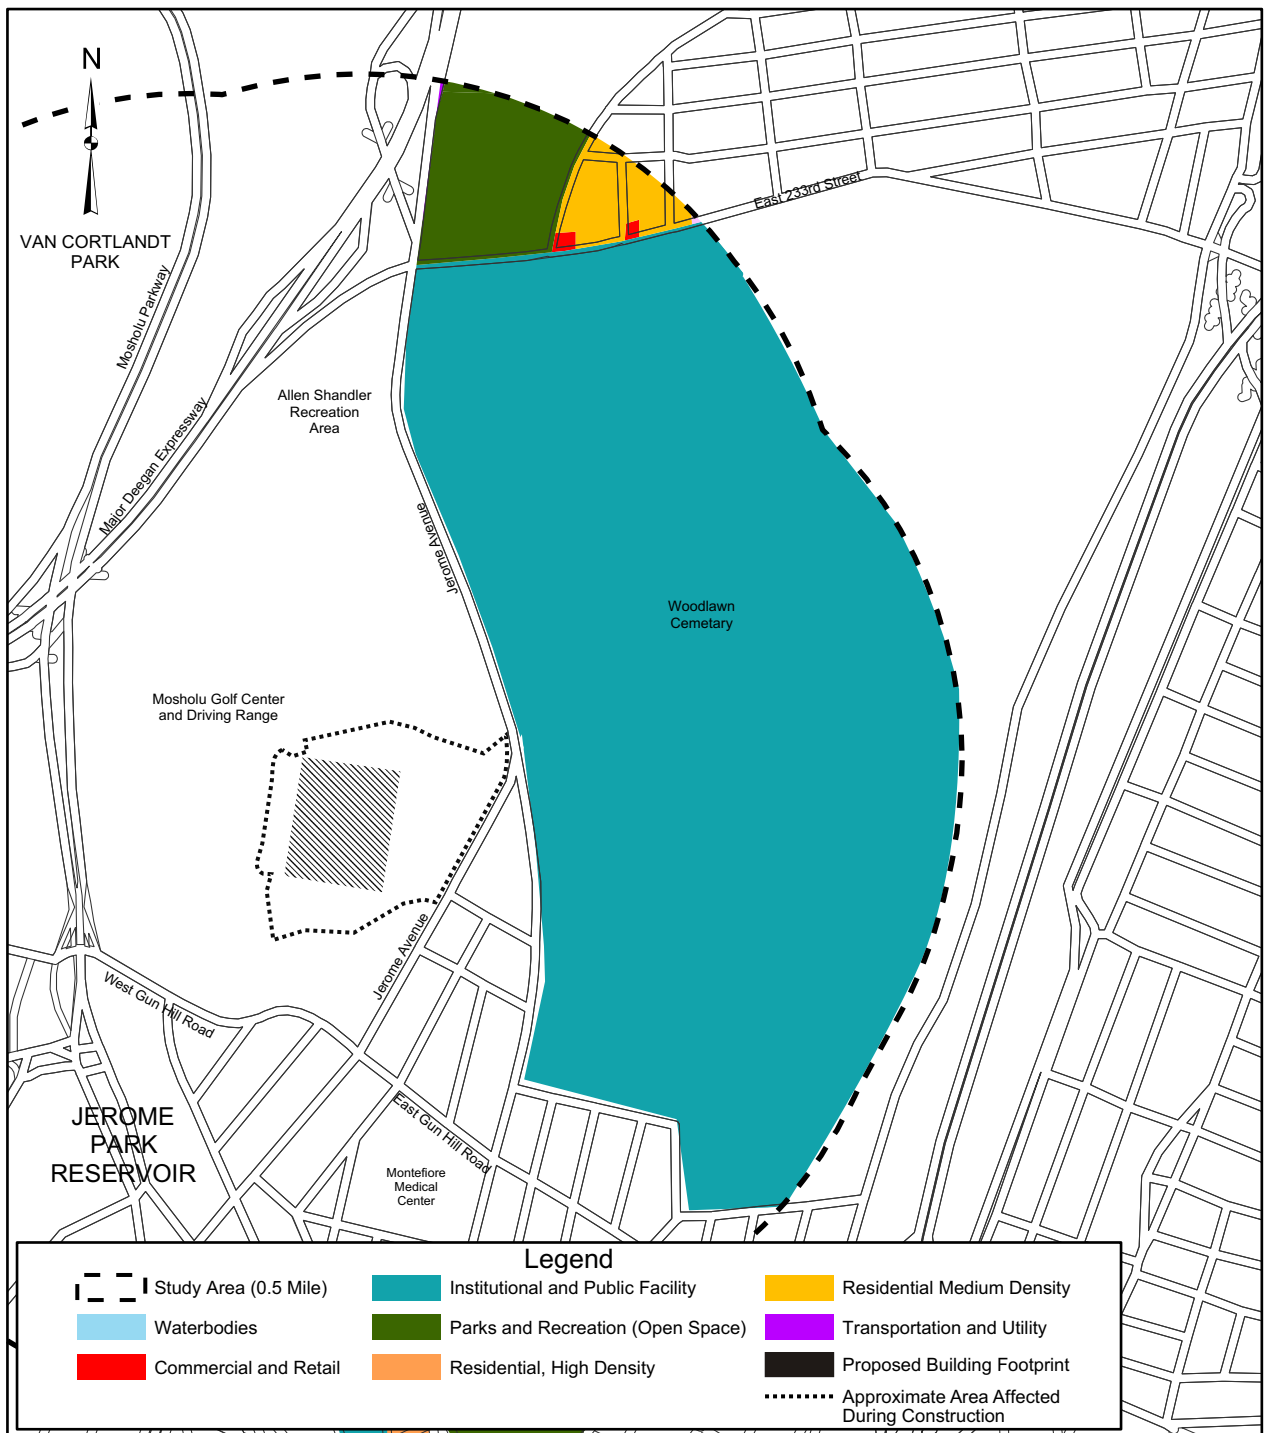 N
VAN CORTLANDT
PARK
Mosholu Parkway
East 233rd Street
Allen Shandler
Recreation
Area
Major Deegan Expressway
Jerome Avenue
Woodlawn
Cemetary
Mosholu Golf Center
and Driving Range
Jerome Avenue
West Gun Hill Road
East Gun Hill Road
JEROME
PARK
RESERVOIR
Montefiore
Medical
Center
Legend
Study Area (0.5 Mile)
Institutional and Public Facility
Residential Medium Density
Waterbodies
Parks and Recreation (Open Space)
Transportation and Utility
Commercial and Retail
Residential, High Density
Proposed Building Footprint
Approximate Area Affected
During Construction